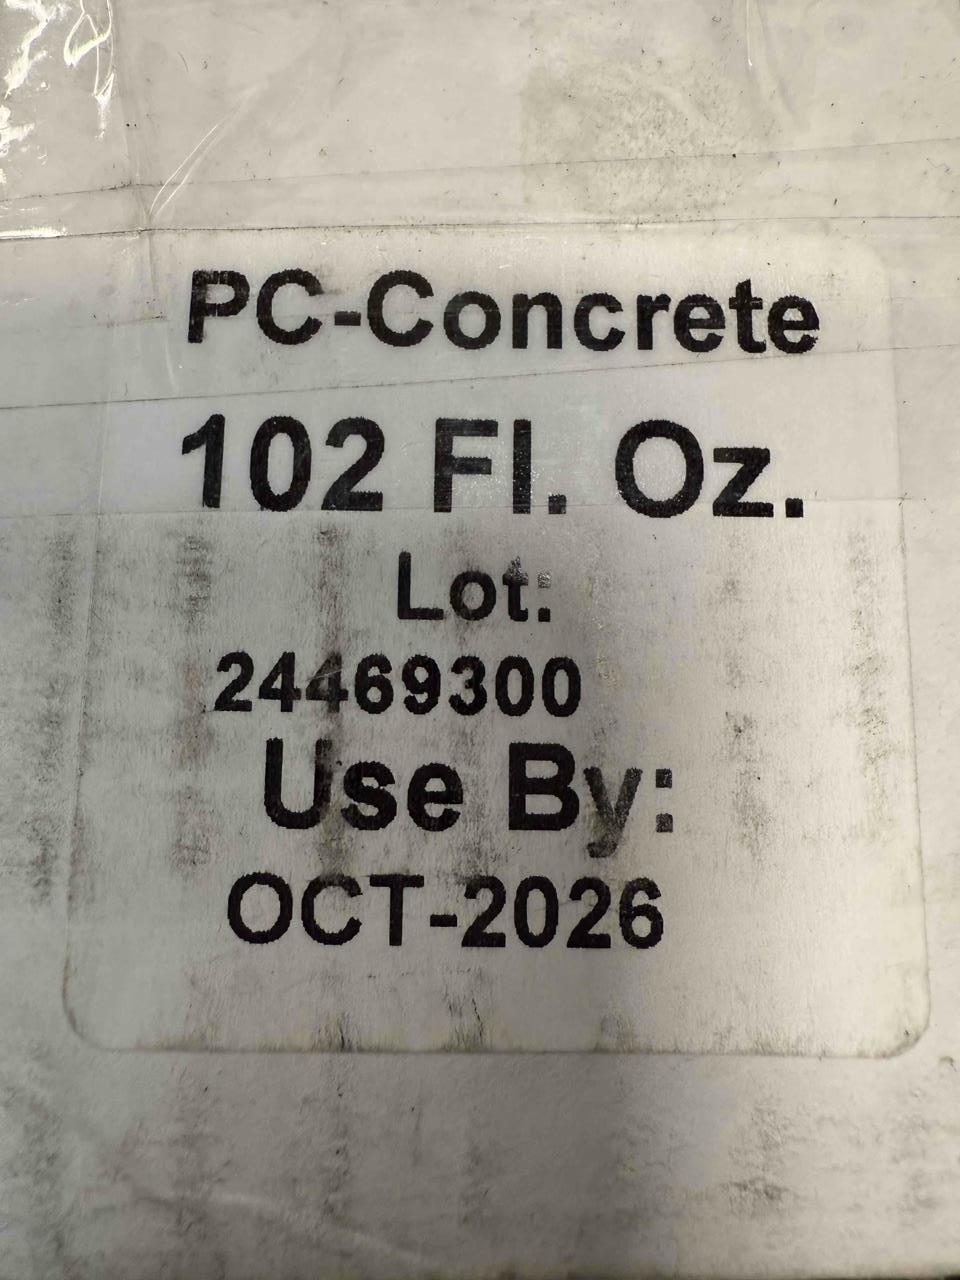 PC-Concrete
102 Fl. Oz.
Lot:
24469300
Use By:
OCT-2026